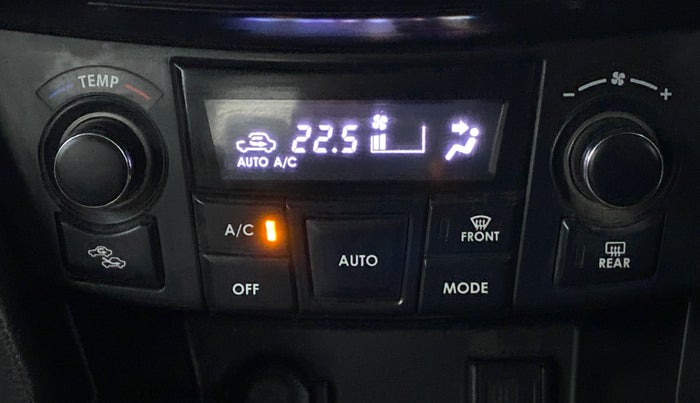 TEMP
22.5
AUTO A/C
- +
A/C
FRONT
AUTO
REAR
OFF
MODE